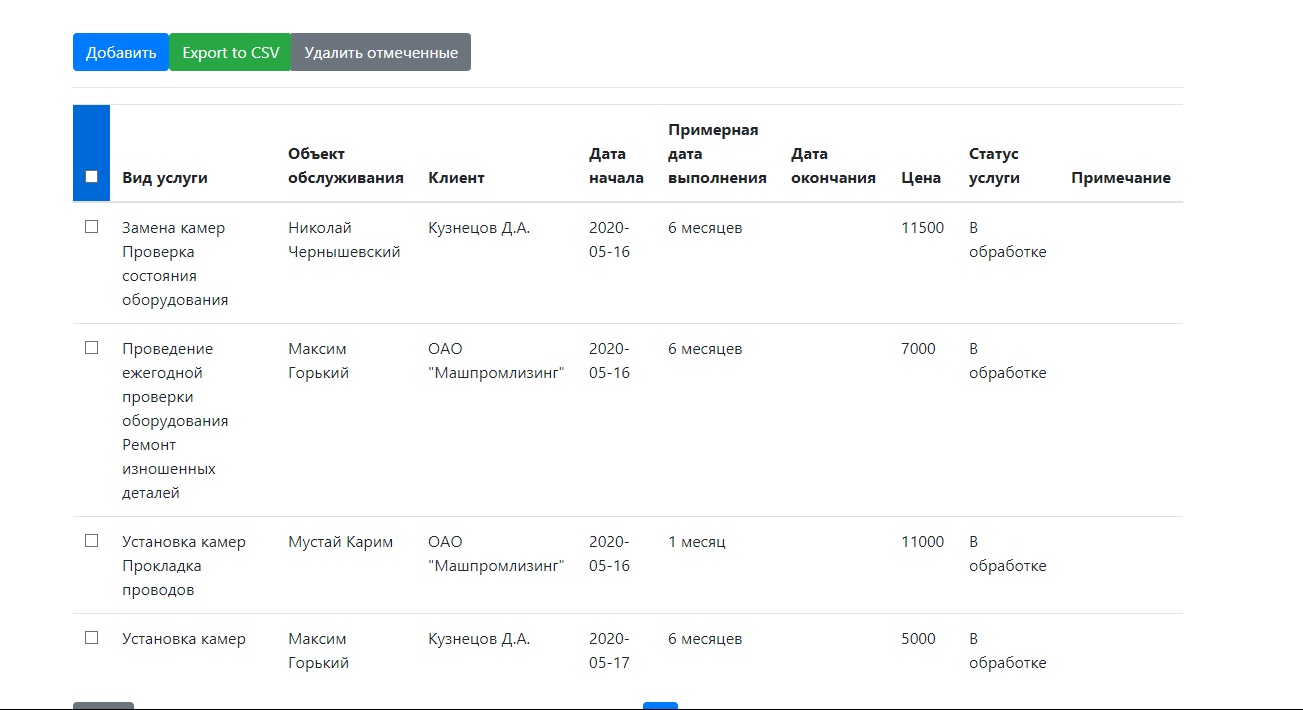 Добавить Export to CSV Удалить отмеченные
Вид услуги Объект обслуживания Клиент Дата начала Примерная дата выполнения Дата окончания Цена Статус услуги Примечание
Замена камер Николай Кузнецов Д.А. 2020- 6 месяцев 11500 В
Проверка Чернышевский 05-16 обработке
состояния
оборудования
Проведение Максим ОАО 2020- 6 месяцев 7000 В
ежегодной Горький "Машпромлизинг" 05-16 обработке
проверки
оборудования
Ремонт
изношенных
деталей
Установка камер Мустай Карим ОАО 2020- 1 месяц 11000 В
Прокладка "Машпромлизинг" 05-16 обработке
проводов
Установка камер Максим Кузнецов Д.А. 2020- 6 месяцев 5000 В
Горький 05-17 обработке